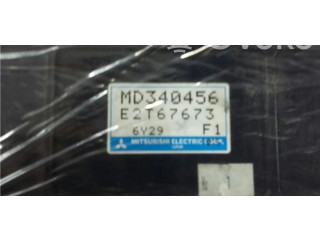 MD340456
E2T67673
6Y29 F1
MITSUBISHI ELECTRIC